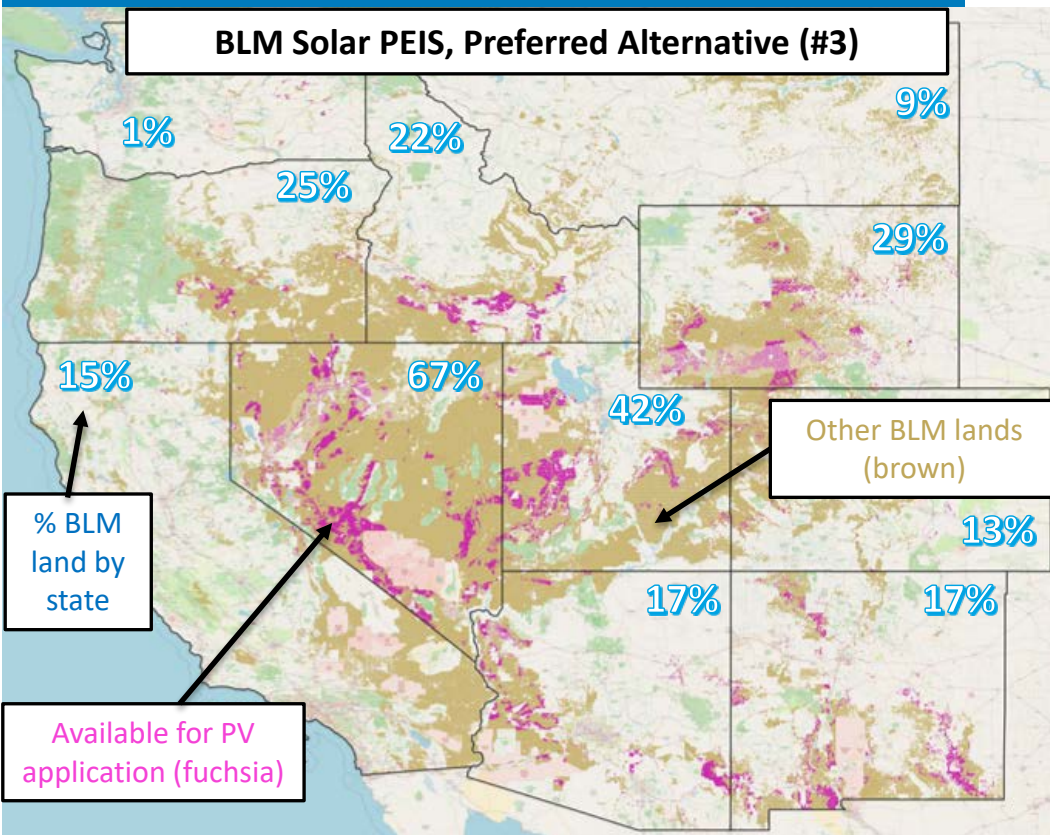 BLM Solar PEIS, Preferred Alternative (#3)
1%
22%
9%
25%
29%
15%
67%
42%
Other BLM lands
(brown)
% BLM
land by
state
13%
17%
17%
Available for PV
application (fuchsia)